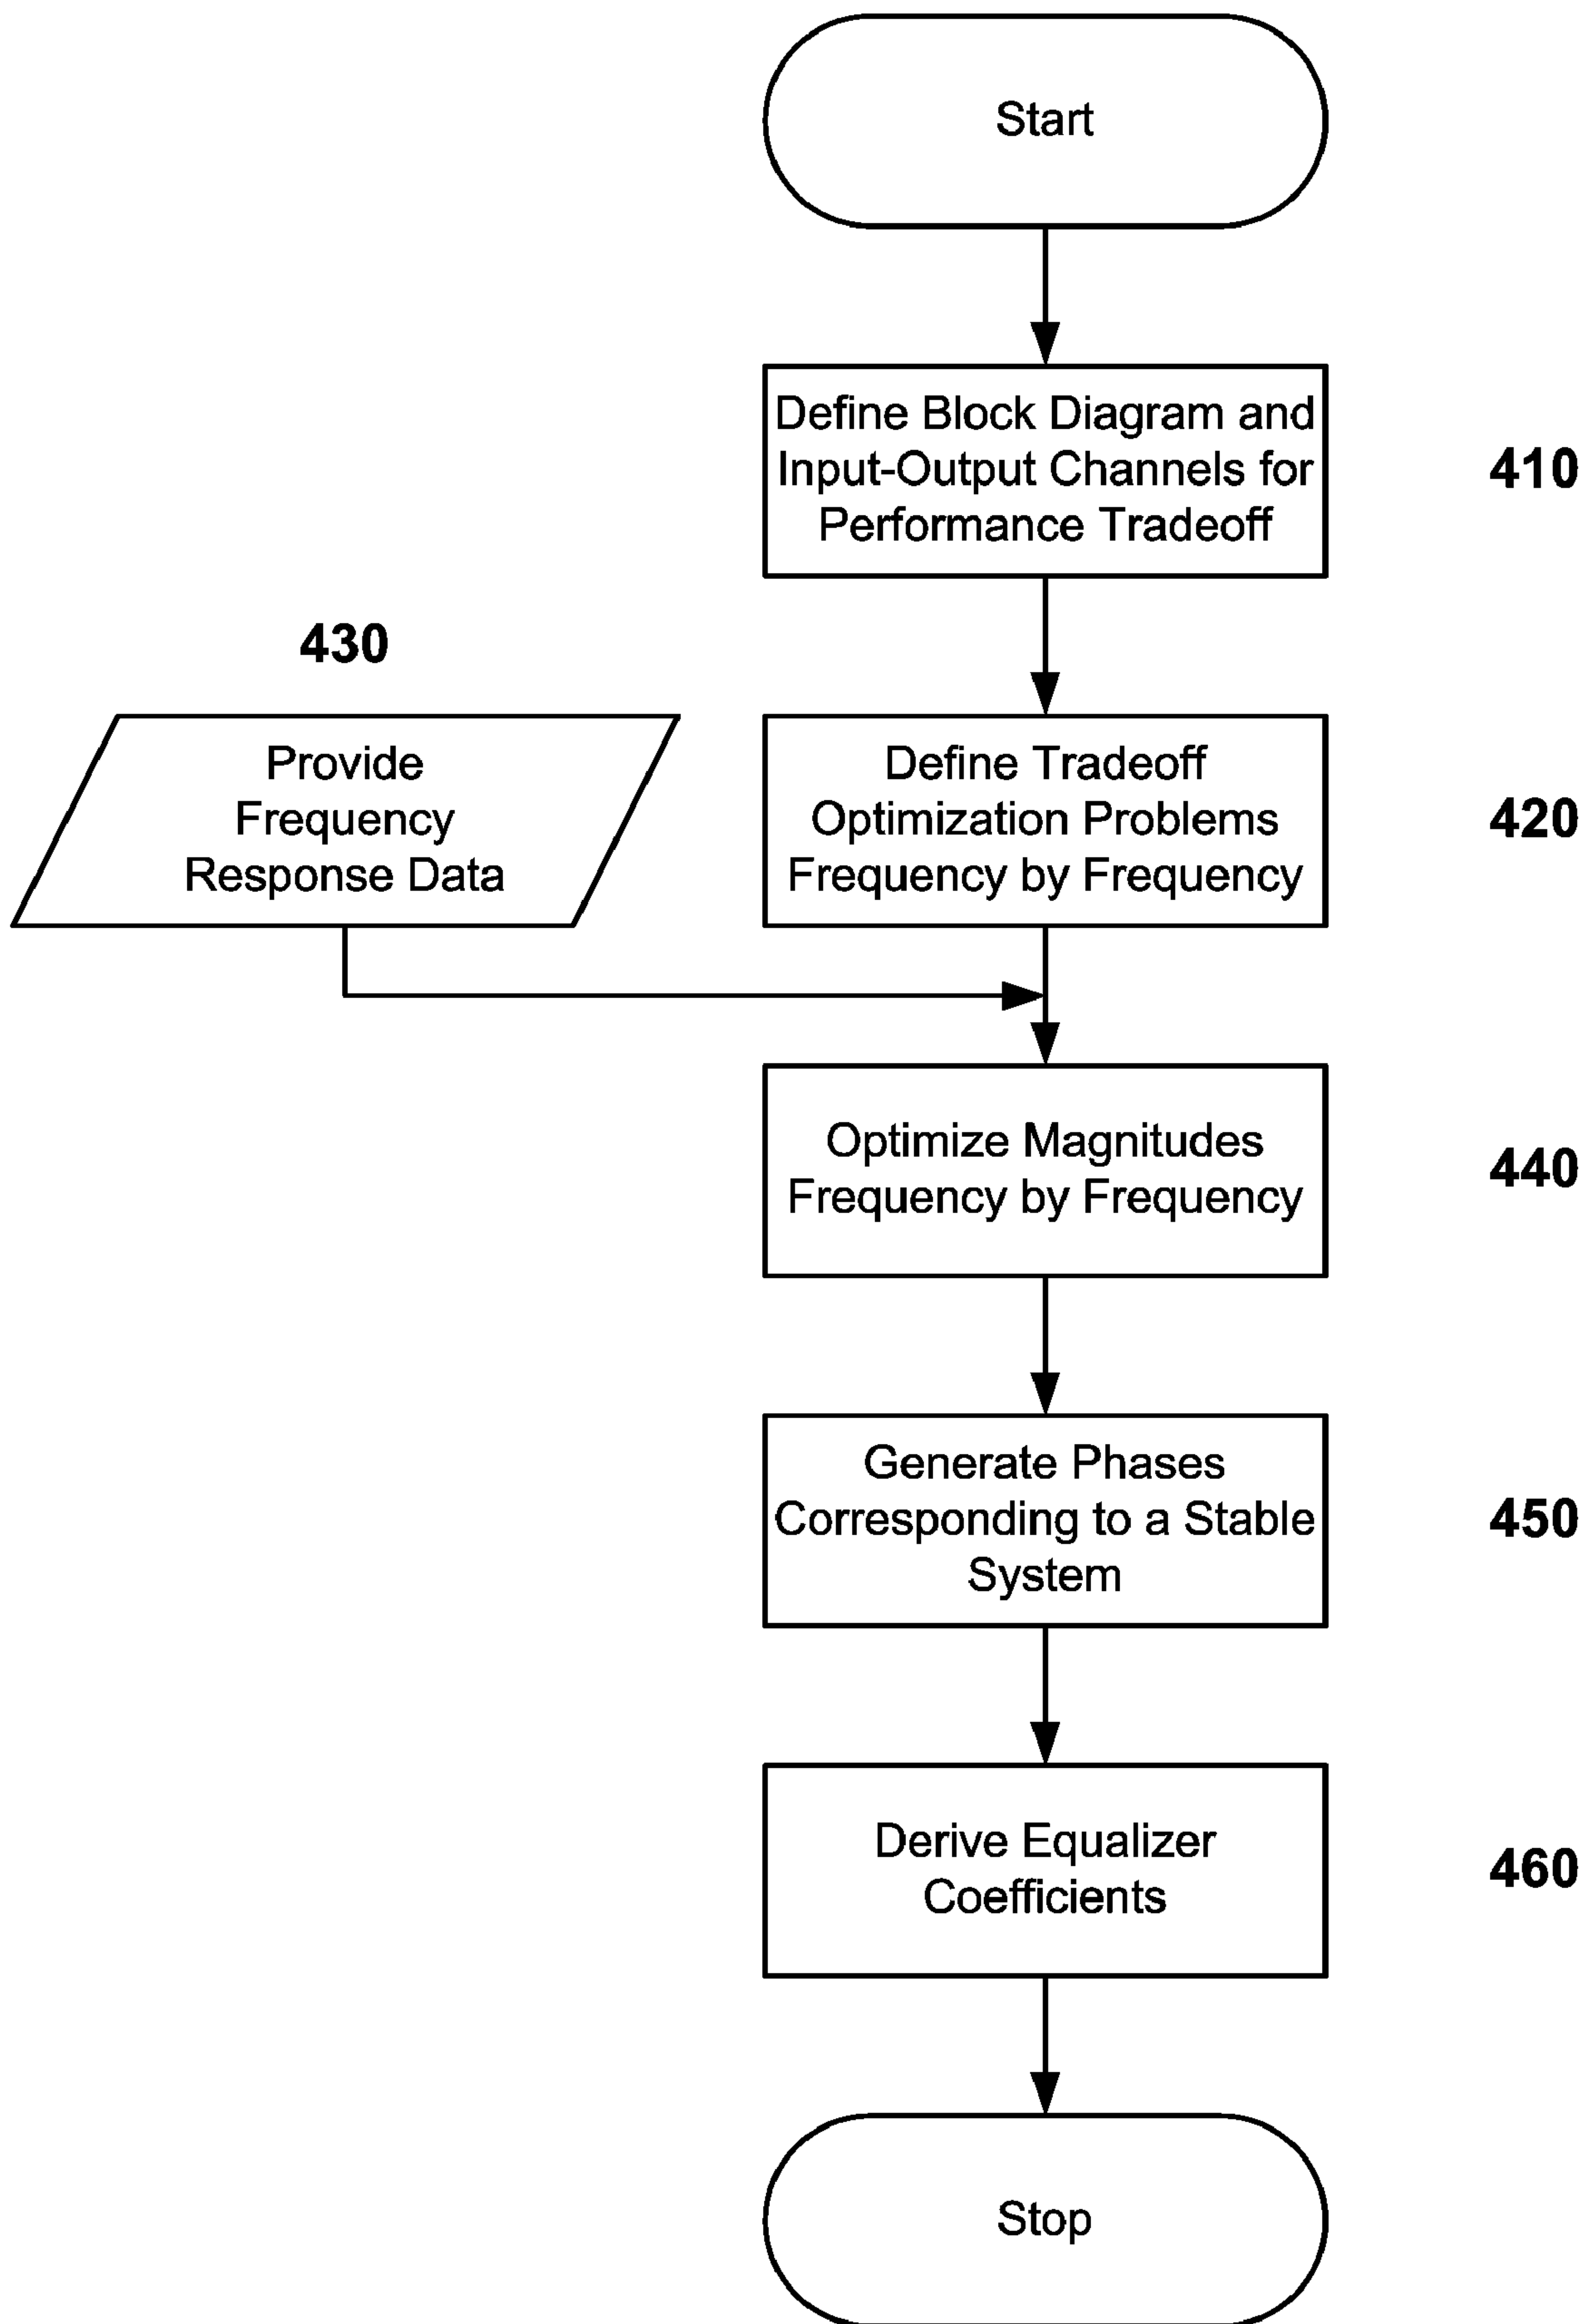 Start
Define Block Diagram and
Input-Output Channels for
Performance Tradeoff
410
430
Provide
Frequency
Response Data
Define Tradeoff
Optimization Problems
Frequency by Frequency
420
Optimize Magnitudes
Frequency by Frequency
440
Generate Phases
Corresponding to a Stable
System
450
Derive Equalizer
Coefficients
460
Stop